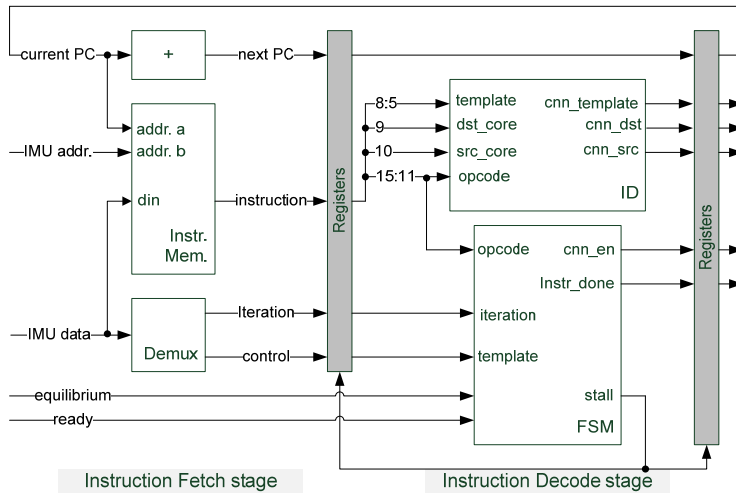 current PC
+
next PC
addr. a
IMU addr.
addr. b
din
instruction
Instr.
Mem.
Iteration
IMU data
Demux
control
equilibrium
ready
Registers
8:5
template
cnn_template
9
dst_core
cnn_dst
10
src_core
cnn_src
15:11
opcode
ID
opcode
cnn_en
Instr_done
iteration
template
stall
FSM
Registers
Instruction Fetch stage
Instruction Decode stage